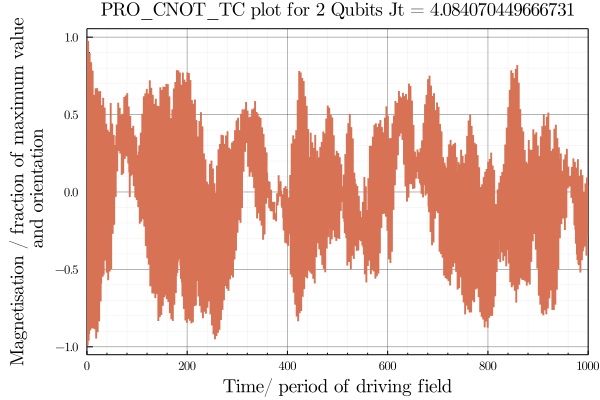 PRO_CNOT_TC plot for 2 Qubits Jt = 4.084070449666731
Magnetisation / fraction of maximum value
and orientation
1.0
0.5
0.0
−0.5
−1.0
0 200 400 600 800 1000
Time/ period of driving field